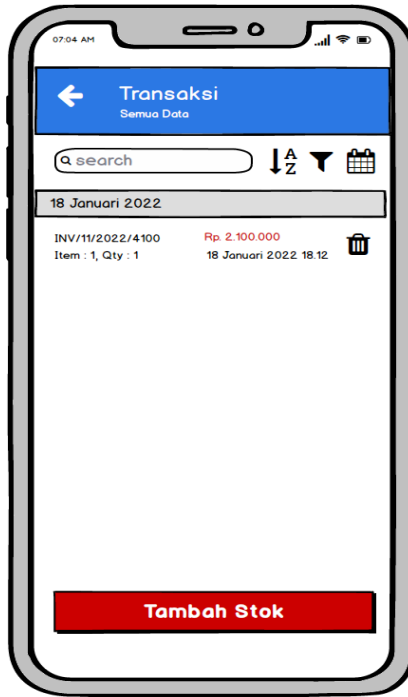 07:04 AM
Transaksi
Semua Data
search
A
Z
18 Januari 2022
INV/11/2022/4100 Rp. 2.100.000
Item : 1, Qty : 1 18 Januari 2022 18.12
Tambah Stok